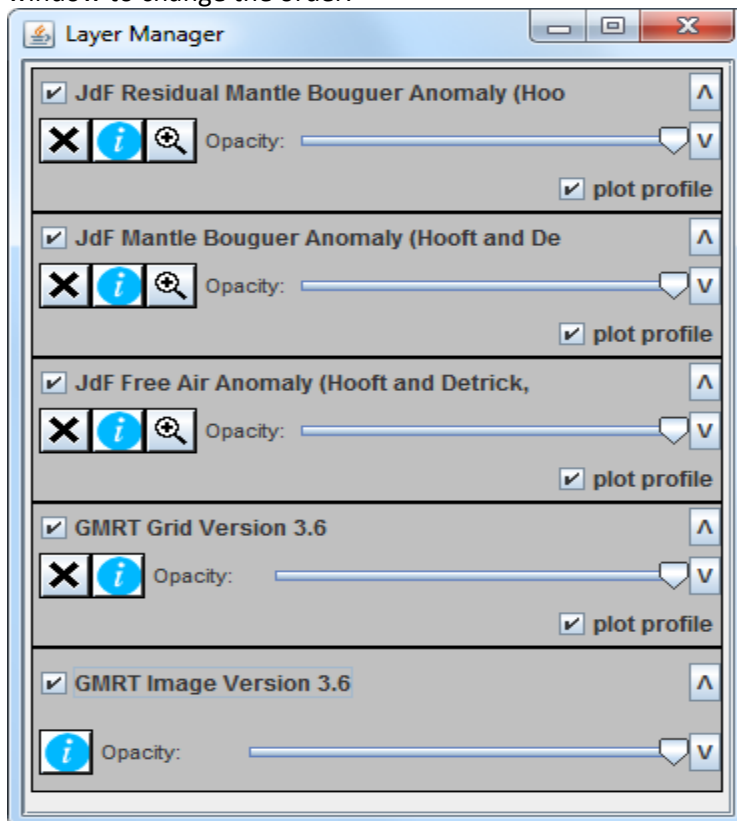 window to change the order.
Layer Manager
JdF Residual Mantle Bouguer Anomaly (Hoo
Opacity:
plot profile
JdF Mantle Bouguer Anomaly (Hooft and De
Opacity:
plot profile
JdF Free Air Anomaly (Hooft and Detrick,
Opacity:
plot profile
GMRT Grid Version 3.6
Opacity:
plot profile
GMRT Image Version 3.6
Opacity: